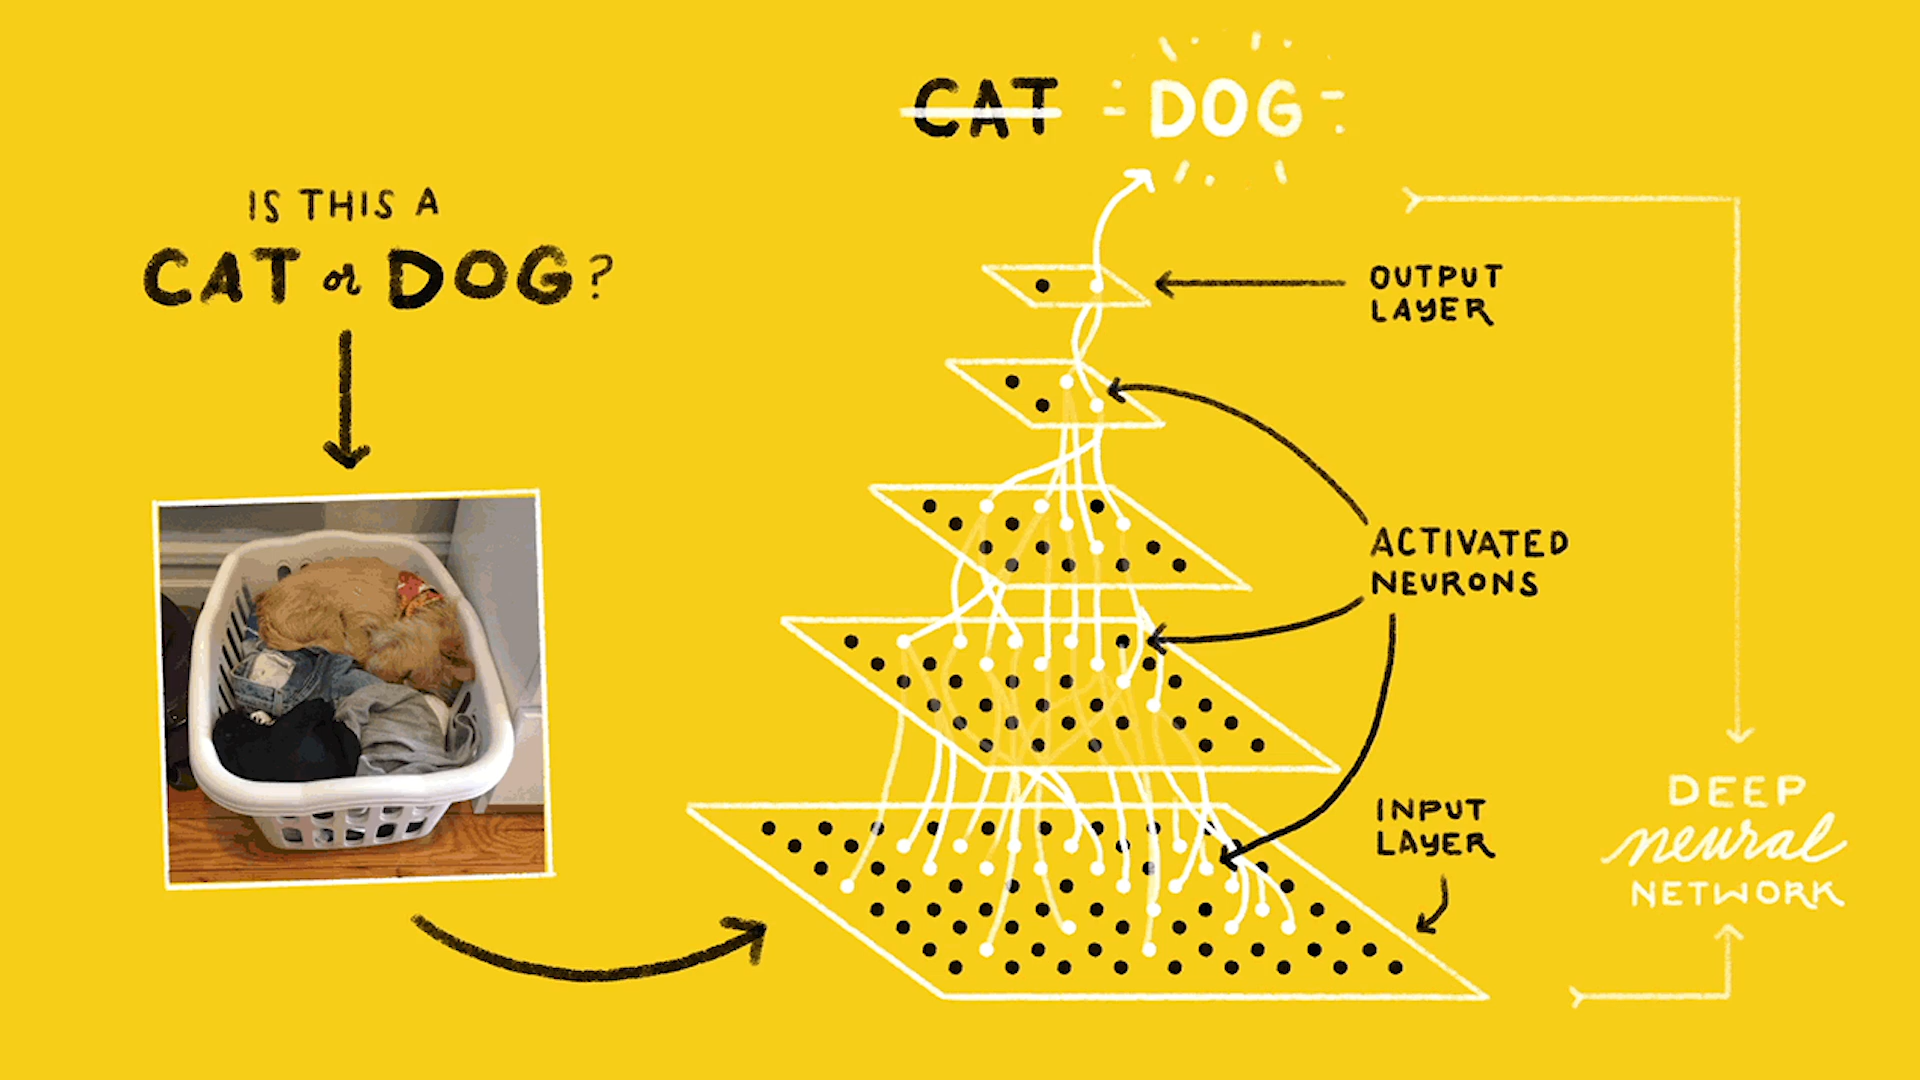 IS THIS A
CAT or DOG?
CAT DOG
OUTPUT
LAYER
ACTIVATED
NEURONS
INPUT
LAYER
DEEP
neural
NETWORK